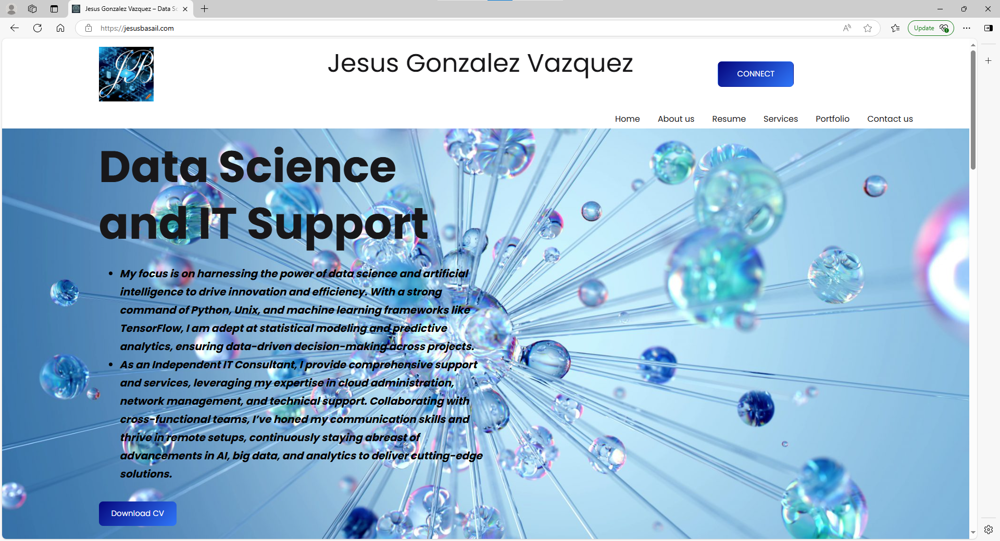 Jesus Gonzalez Vazquez – Data Sc
https://jesusbasail.com
Update
JB
Jesus Gonzalez Vazquez
CONNECT
Home About us Resume Services Portfolio Contact us
Data Science
and IT Support
• My focus is on harnessing the power of data science and artificial
intelligence to drive innovation and efficiency. With a strong
command of Python, Unix, and machine learning frameworks like
TensorFlow, I am adept at statistical modeling and predictive
analytics, ensuring data-driven decision-making across projects.
• As an Independent IT Consultant, I provide comprehensive support
and services, leveraging my expertise in cloud administration,
network management, and technical support. Collaborating with
cross-functional teams, I’ve honed my communication skills and
thrive in remote setups, continuously staying abreast of
advancements in AI, big data, and analytics to deliver cutting-edge
solutions.
Download CV